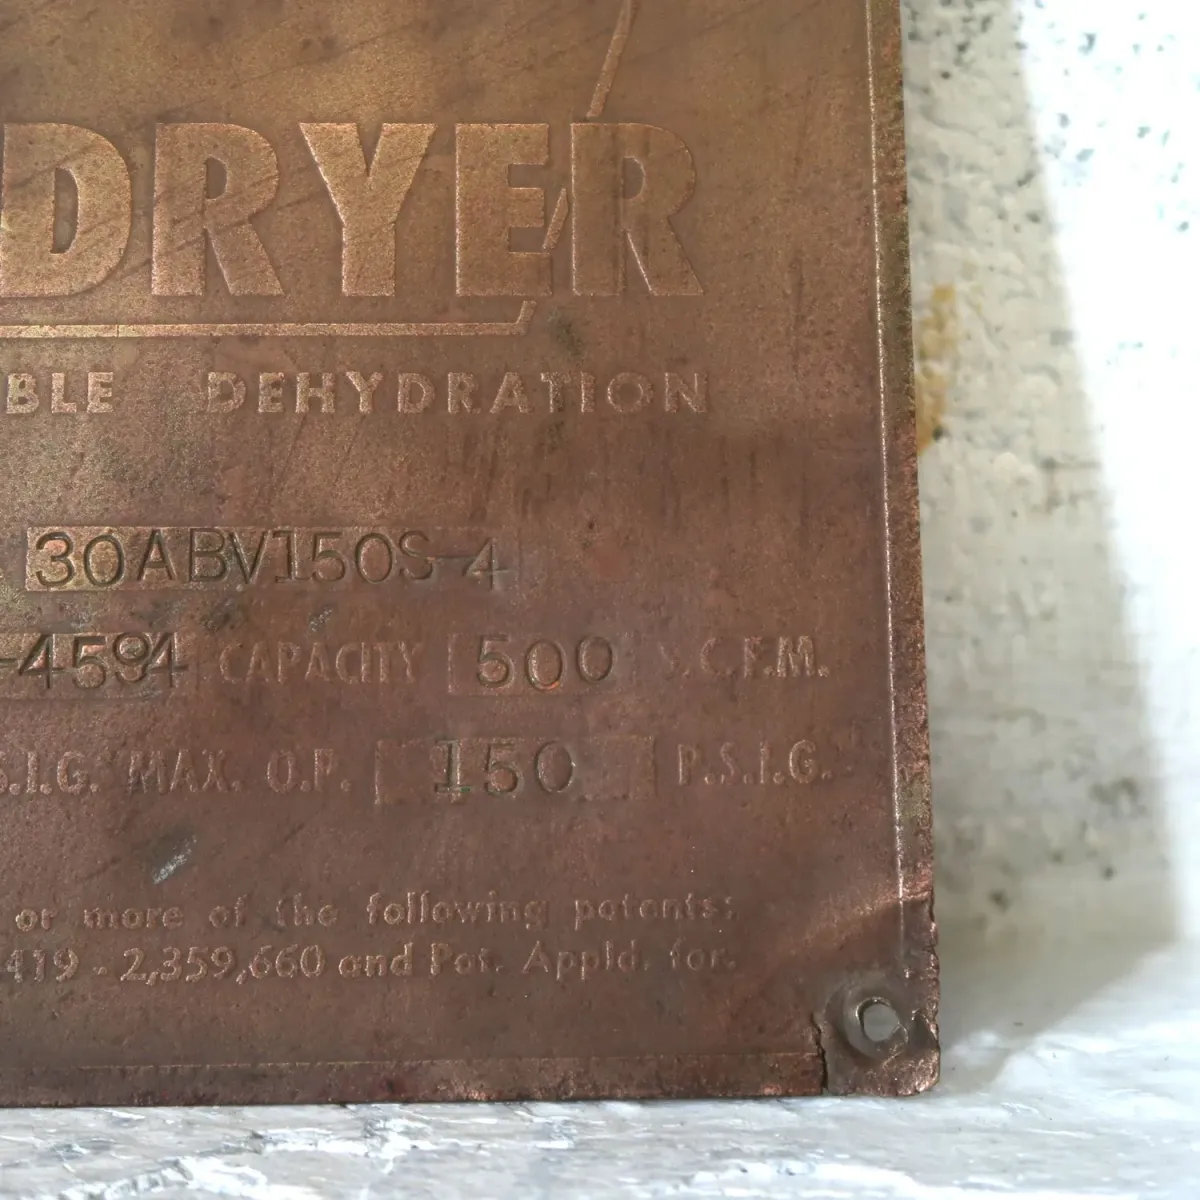 DRYER
BLE DEHYDRATION
30ABV150S-4
-4594 CAPACITY 500 S.C.F.M.
S.I.G. MAX. O.P. 150 P.S.I.G.
or more of the following patents:
419 - 2,359,660 and Pat. Appld. for.